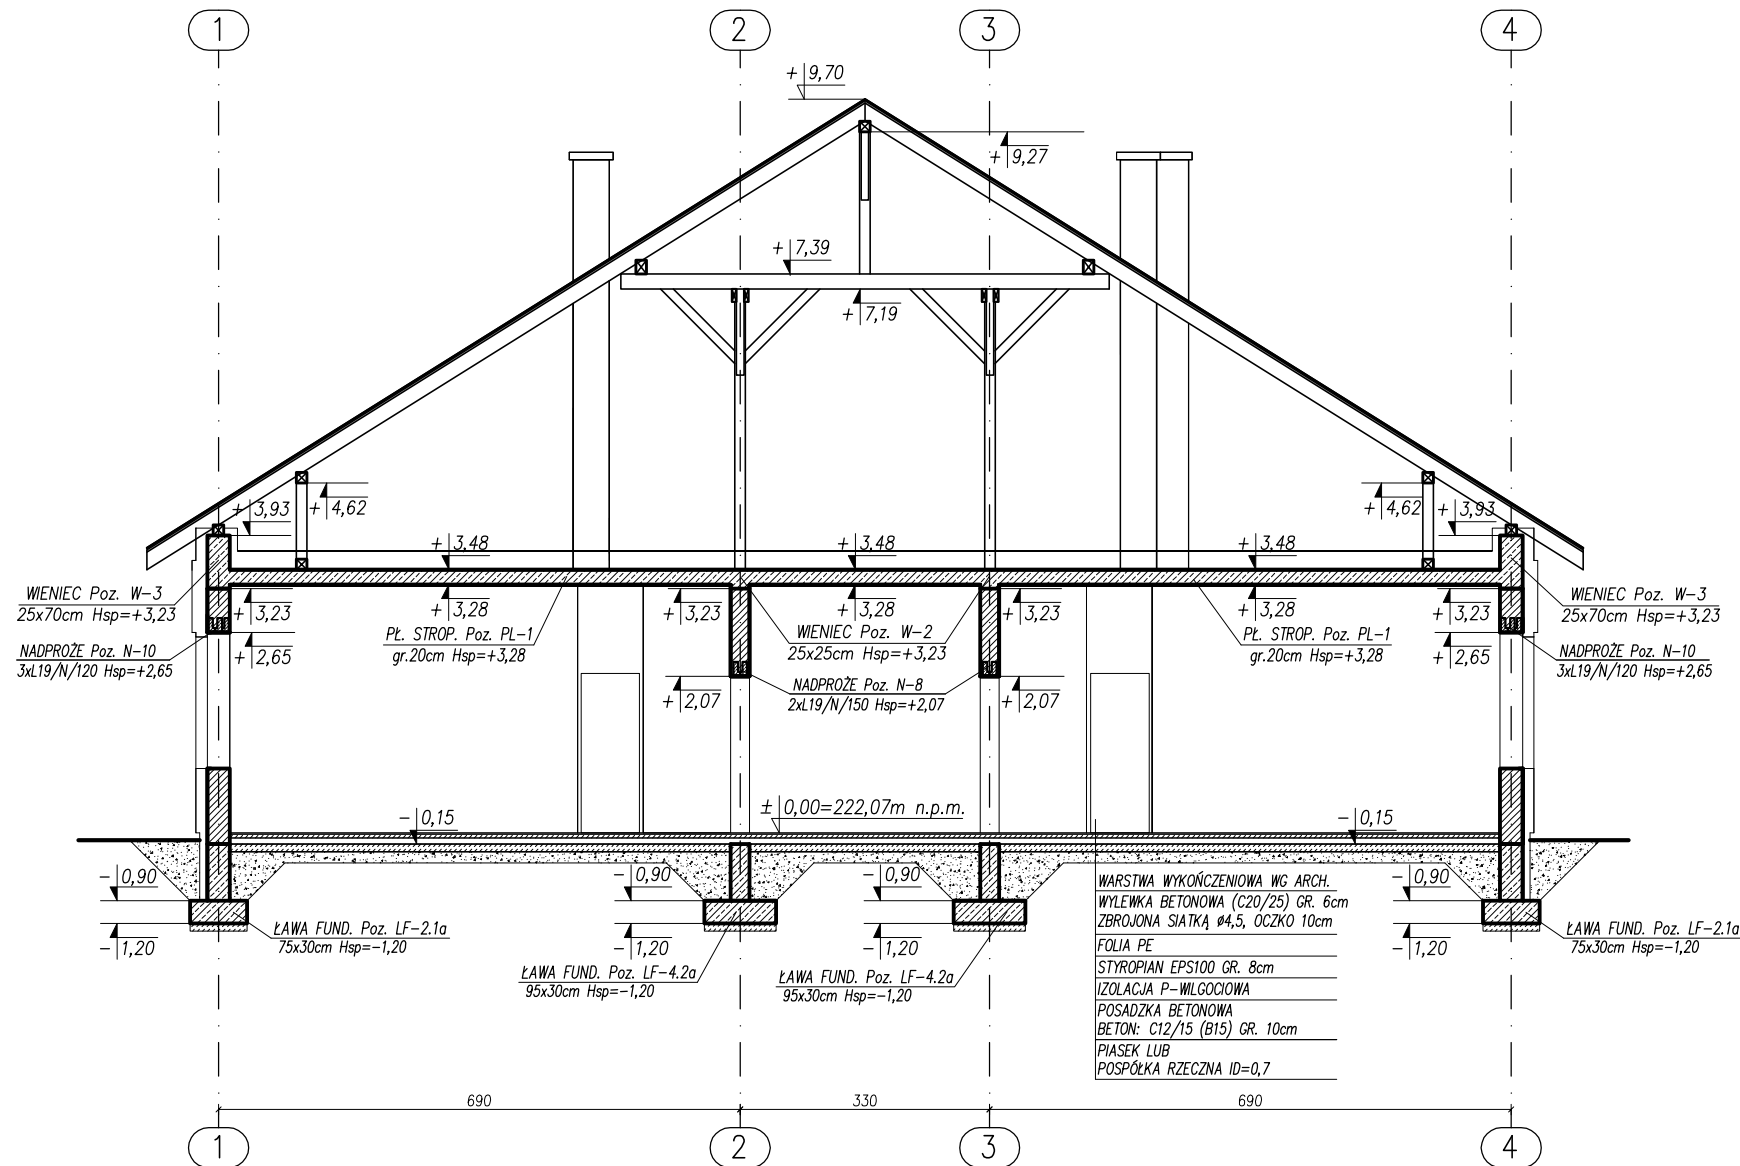 1
2
3
4
+ 9,70
+ 9,27
+ 7,39
+ 7,19
+ 3,93
+ 4,62
+ 4,62
+ 3,93
+ 3,48
+ 3,48
+ 3,48
WIENIEC Poz. W-3
25x70cm Hsp=+3,23
+ 3,23
+ 3,28
+ 3,23
+ 3,28
+ 3,23
+ 3,28
+ 3,23
WIENIEC Poz. W-3
25x70cm Hsp=+3,23
NADPROŻE Poz. N-10
3xL19/N/120 Hsp=+2,65
+ 2,65
PŁ. STROP. Poz. PL-1
gr.20cm Hsp=+3,28
WIENIEC Poz. W-2
25x25cm Hsp=+3,23
PŁ. STROP. Poz. PL-1
gr.20cm Hsp=+3,28
+ 2,65
NADPROŻE Poz. N-10
3xL19/N/120 Hsp=+2,65
+ 2,07
NADPROŻE Poz. N-8
2xL19/N/150 Hsp=+2,07
+ 2,07
- 0,15
± 0,00=222,07m n.p.m.
- 0,15
- 0,90
- 0,90
- 0,90
- 0,90
- 1,20
ŁAWA FUND. Poz. LF-2.1a
75x30cm Hsp=-1,20
- 1,20
ŁAWA FUND. Poz. LF-4.2a
95x30cm Hsp=-1,20
- 1,20
ŁAWA FUND. Poz. LF-4.2a
95x30cm Hsp=-1,20
- 1,20
ŁAWA FUND. Poz. LF-2.1a
75x30cm Hsp=-1,20
WARSTWA WYKOŃCZENIOWA WG ARCH.
WYLEWKA BETONOWA (C20/25) GR. 6cm
ZBROJONA SIATKĄ ø4,5, OCZKO 10cm
FOLIA PE
STYROPIAN EPS100 GR. 8cm
IZOLACJA P-WILGOCIOWA
POSADZKA BETONOWA
BETON: C12/15 (B15) GR. 10cm
PIASEK LUB
POSPÓŁKA RZECZNA ID=0,7
690
330
690
1
2
3
4